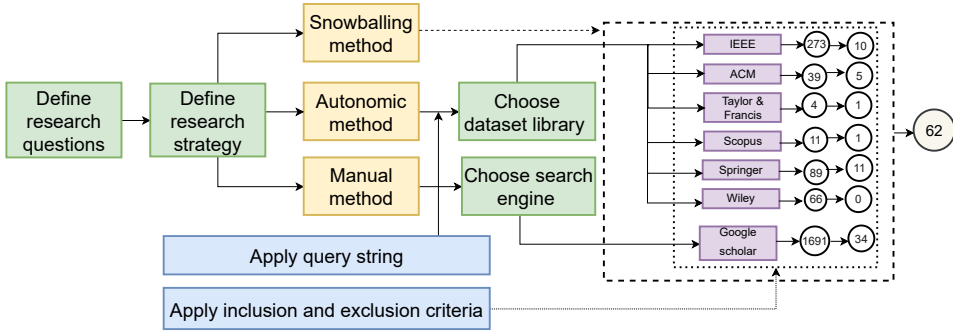 Define
research
questions
Define
research
strategy
Snowballing
method
Autonomic
method
Manual
method
Choose
dataset library
Choose search
engine
Apply query string
Apply inclusion and exclusion criteria
IEEE
273
10
ACM
39
5
Taylor &
Francis
4
1
Scopus
11
1
Springer
89
11
Wiley
66
0
Google
scholar
1691
34
62